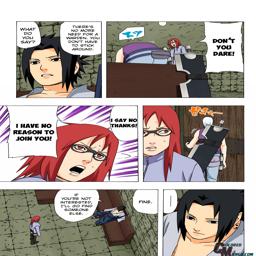 WHAT
DO YOU
SAY?
THERE'S
NO MORE
NEED FOR A
WARDEN. YOU
DON'T HAVE
TO STICK
AROUND.
DON'T
YOU
DARE!
I HAVE NO
REASON TO
JOIN YOU!
I SAY NO
THANKS!
IF
YOU'RE NOT
INTERESTED,
I'LL GO FIND
SOMEONE
ELSE.
FINE.